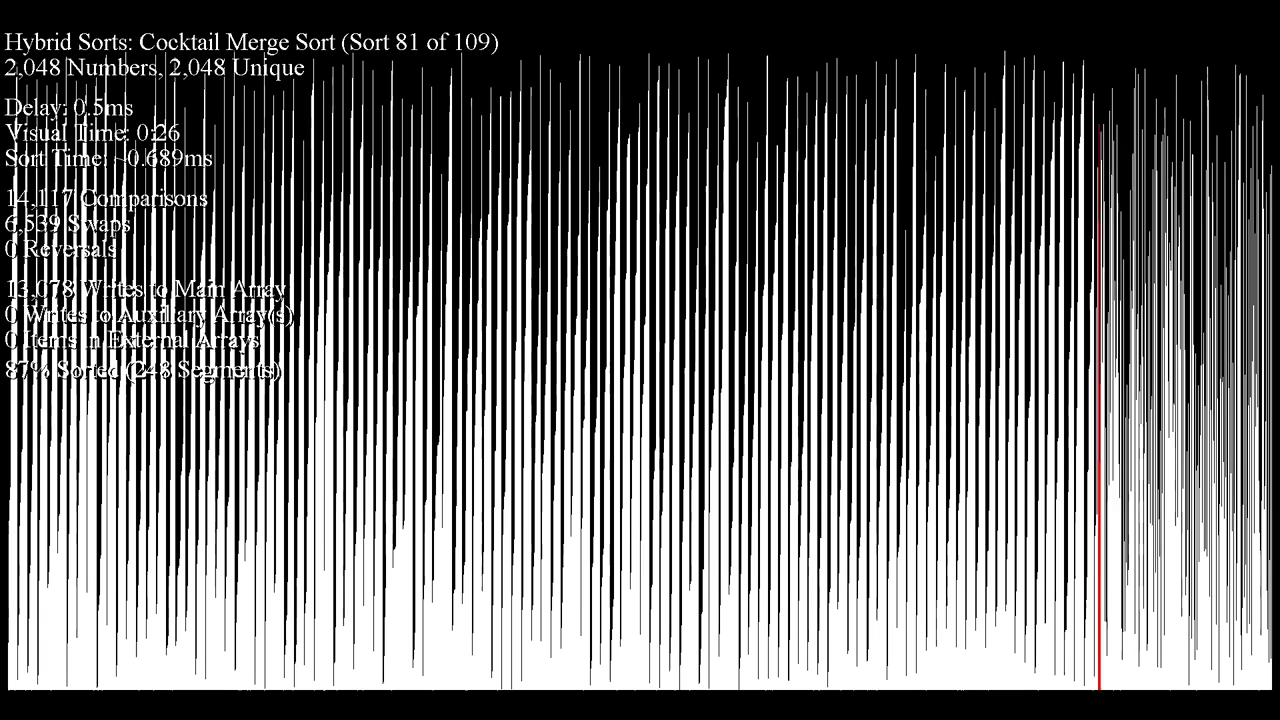 Hybrid Sorts: Cocktail Merge Sort (Sort 81 of 109)
2,048 Numbers, 2,048 Unique
Delay: 0.5ms
Visual Time: 0:26
Sort Time: ~0.689ms
14,117 Comparisons
6,539 Swaps
0 Reversals
13,078 Writes to Main Array
0 Writes to Auxiliary Array(s)
0 Items in External Arrays
87% Sorted (248 Segments)